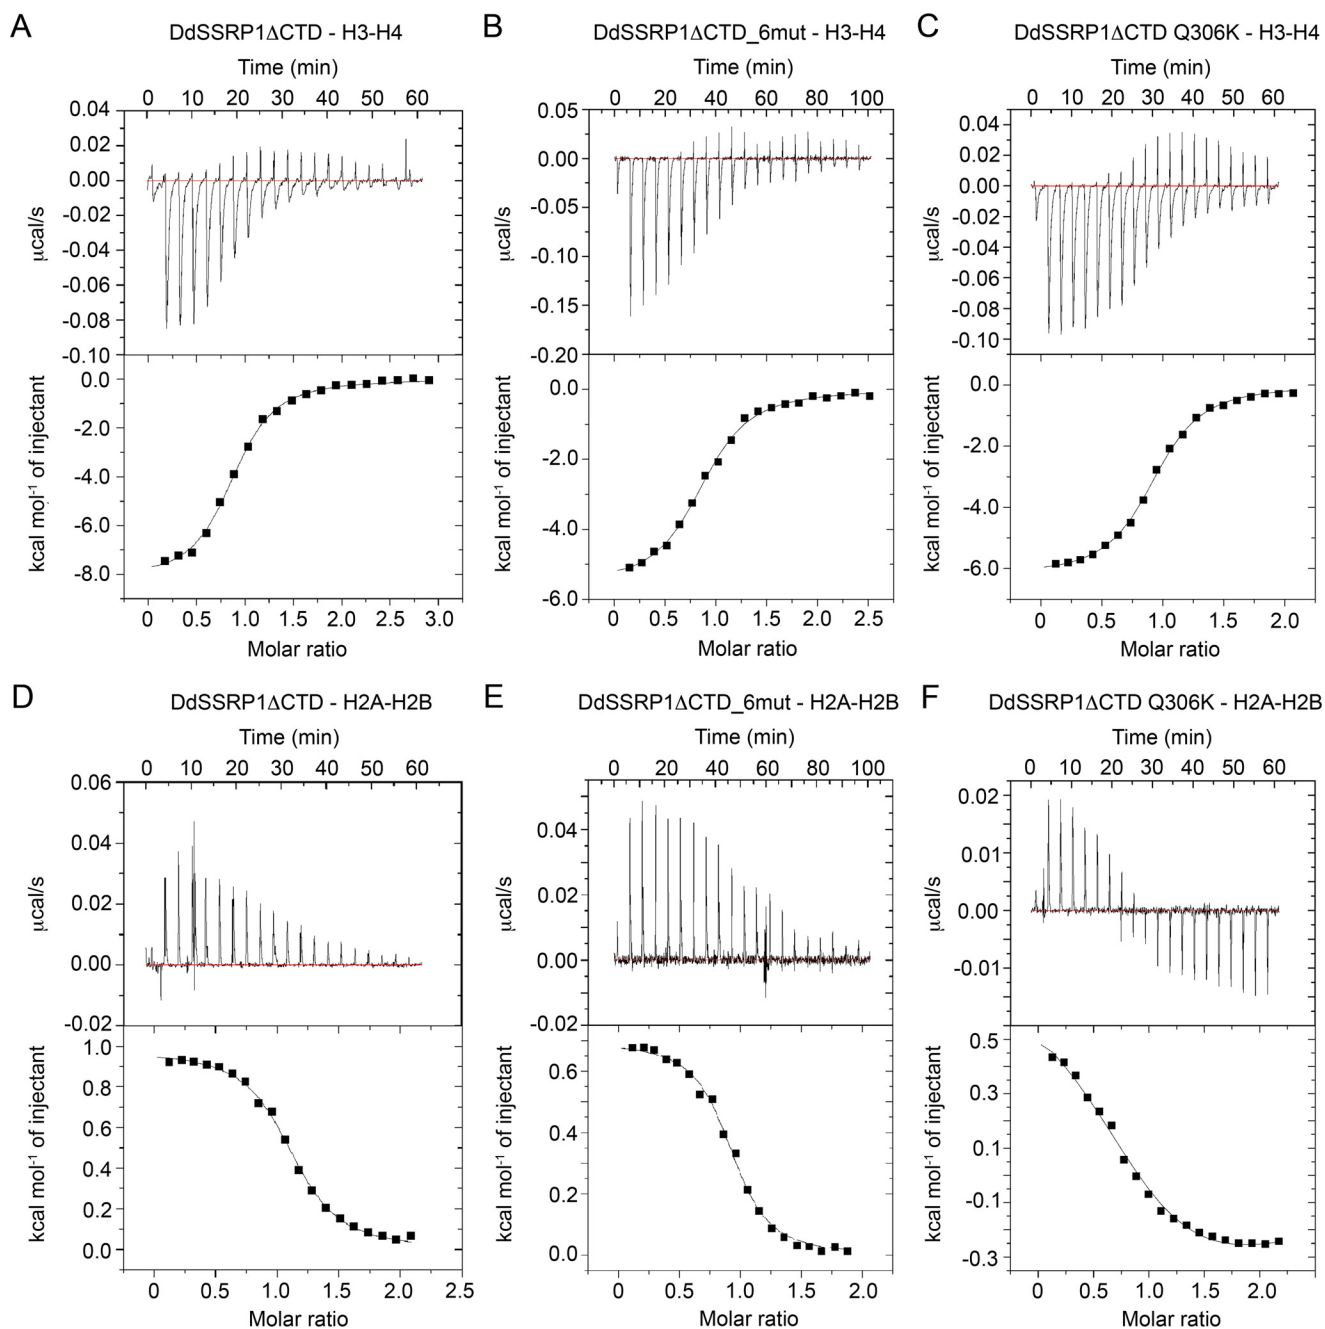 A
DdSSRP1ΔCTD - H3-H4
Time (min)
0 10 20 30 40 50 60
0.04
0.02
0.00
-0.02
-0.04
-0.06
-0.08
-0.10
μcal/s
0.0
-2.0
-4.0
-6.0
-8.0
kcal mol⁻¹ of injectant
0 0.5 1.0 1.5 2.0 2.5 3.0
Molar ratio
B
DdSSRP1ΔCTD_6mut - H3-H4
Time (min)
0 20 40 60 80 100
0.05
0.00
-0.05
-0.10
-0.15
-0.20
μcal/s
0.0
-2.0
-4.0
-6.0
kcal mol⁻¹ of injectant
0 0.5 1.0 1.5 2.0 2.5
Molar ratio
C
DdSSRP1ΔCTD Q306K - H3-H4
Time (min)
0 10 20 30 40 50 60
0.04
0.02
0.00
-0.02
-0.04
-0.06
-0.08
-0.10
μcal/s
0.0
-2.0
-4.0
-6.0
kcal mol⁻¹ of injectant
0 0.5 1.0 1.5 2.0
Molar ratio
D
DdSSRP1ΔCTD - H2A-H2B
Time (min)
0 10 20 30 40 50 60
0.06
0.04
0.02
0.00
-0.02
μcal/s
1.0
0.8
0.6
0.4
0.2
0.0
kcal mol⁻¹ of injectant
0 0.5 1.0 1.5 2.0 2.5
Molar ratio
E
DdSSRP1ΔCTD_6mut - H2A-H2B
Time (min)
0 20 40 60 80 100
0.04
0.02
0.00
-0.02
μcal/s
0.6
0.4
0.2
0.0
kcal mol⁻¹ of injectant
0 0.5 1.0 1.5 2.0
Molar ratio
F
DdSSRP1ΔCTD Q306K - H2A-H2B
Time (min)
0 10 20 30 40 50 60
0.02
0.01
0.00
-0.01
μcal/s
0.5
0.3
0.1
-0.1
-0.3
kcal mol⁻¹ of injectant
0 0.5 1.0 1.5 2.0
Molar ratio